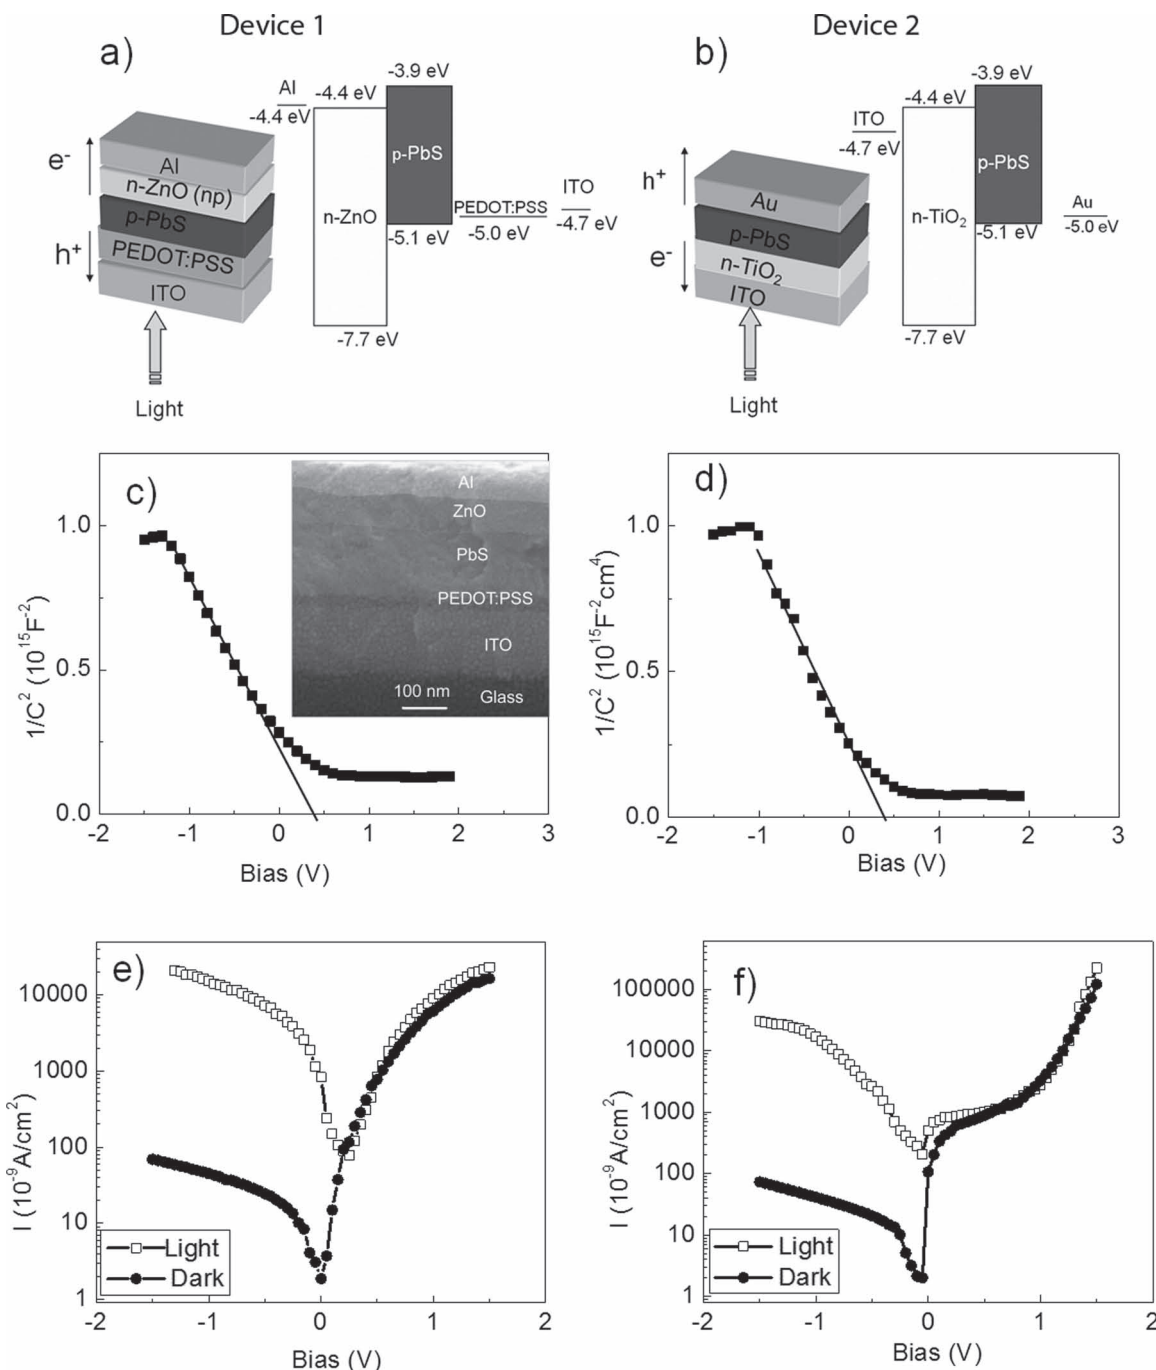 Device 1
Device 2
a)
Al
-4.4 eV
-4.4 eV
-3.9 eV
e-
Al
n-ZnO (np)
p-PbS
h+
PEDOT:PSS
ITO
Light
n-ZnO
p-PbS
PEDOT:PSS
-5.0 eV
-5.1 eV
ITO
-4.7 eV
-7.7 eV
b)
ITO
-4.7 eV
-4.4 eV
-3.9 eV
h+
Au
p-PbS
e-
n-TiO2
ITO
Light
n-TiO2
p-PbS
-5.1 eV
Au
-5.0 eV
-7.7 eV
c)
1/C2 (1015F-2)
1.0
0.5
0.0
-2 -1 0 1 2 3
Bias (V)
Al
ZnO
PbS
PEDOT:PSS
ITO
100 nm
Glass
d)
1/C2 (1015F-2cm4)
1.0
0.5
0.0
-2 -1 0 1 2 3
Bias (V)
e)
I (10-9A/cm2)
10000
1000
100
10
1
Light
Dark
-2 -1 0 1 2
Bias (V)
f)
I (10-9A/cm2)
100000
10000
1000
100
10
1
Light
Dark
-2 -1 0 1 2
Bias (V)